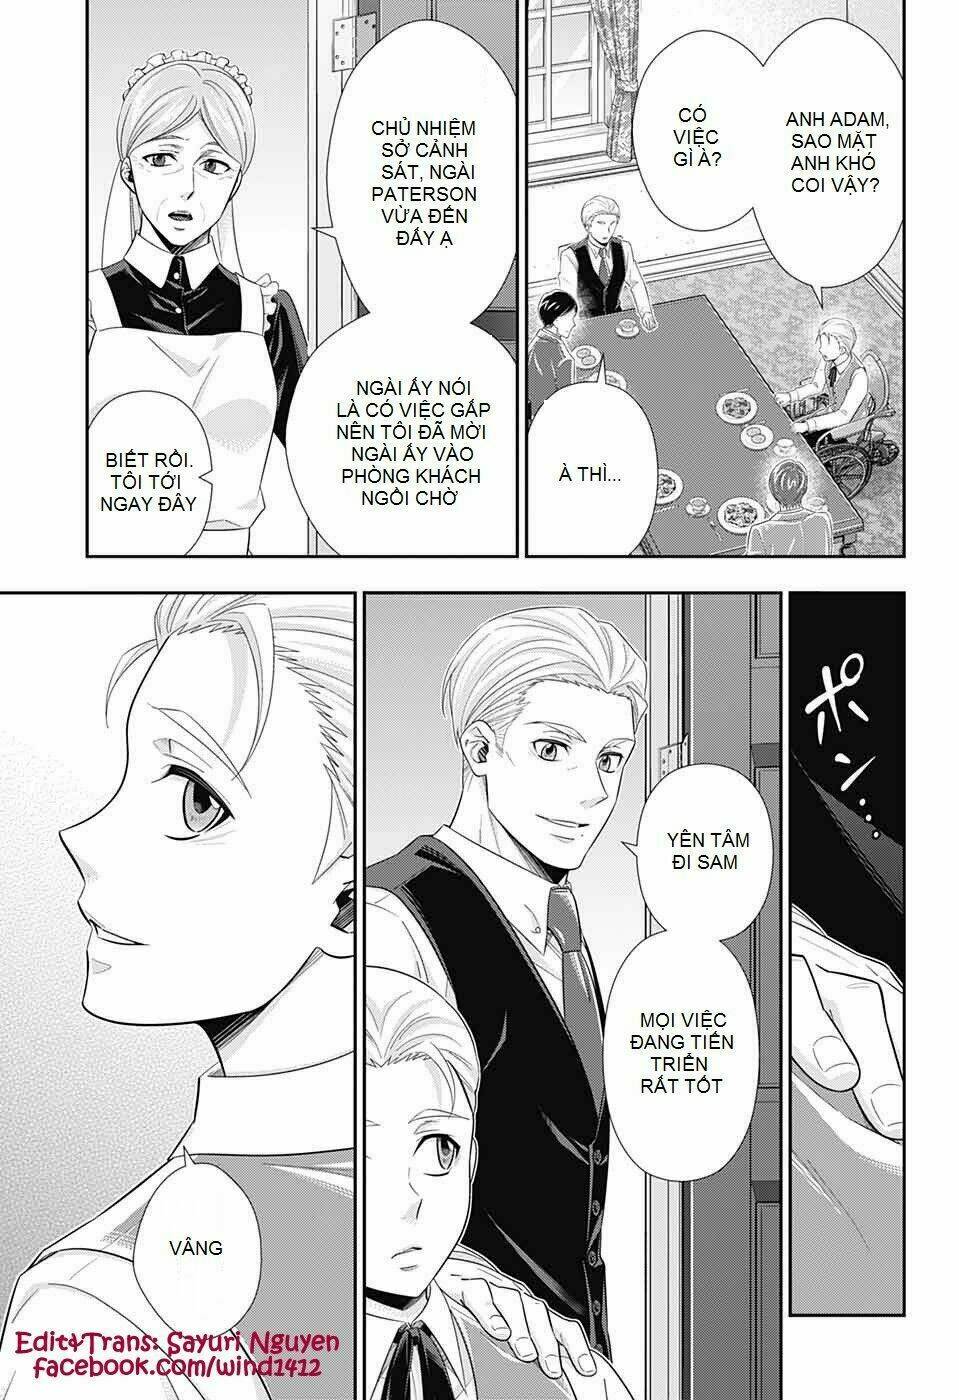 ANH ADAM,
SAO MẶT
ANH KHÓ
COI VẬY?
CÓ
VIỆC
GÌ À?
À THÌ...
CHỦ NHIỆM
SỞ CẢNH
SÁT, NGÀI
PATERSON
VỪA ĐẾN
ĐẤY Ạ
NGÀI ẤY NÓI
LÀ CÓ VIỆC GẤP
NÊN TÔI ĐÃ MỜI
NGÀI ẤY VÀO
PHÒNG KHÁCH
NGỒI CHỜ
BIẾT RỒI.
TÔI TỚI
NGAY ĐÂY
ポン…
YÊN TÂM
ĐI SAM
MỌI VIỆC
ĐANG TIẾN
TRIỂN
RẤT TỐT
VÂNG
Edit&Trans: Sayuri Nguyen
facebook.com/wind1412